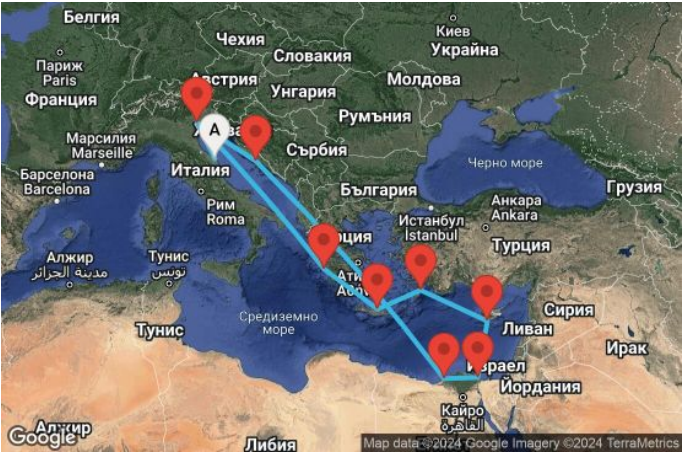 Белгия
Киев
Чехия
Украйна
Словакия
Париж
Paris
Австрия
Молдова
Унгария
Франция
Румъния
Марсилия
Marseille
Сърбия
Италия
Черно море
Барселона
Barcelona
България
Грузия
Рим
Roma
Анкара
Ankara
Истанбул
İstanbul
Турция
Алжир
مدينة الجزائر
Тунис
تونس
Сирия
Средиземно
море
Тунис
Ливан
Ирак
Израел
Йордания
Кайро
القاهرة
Алжир
Google
Либия
Map data ©2024 Google Imagery ©2024 TerraMetrics
A